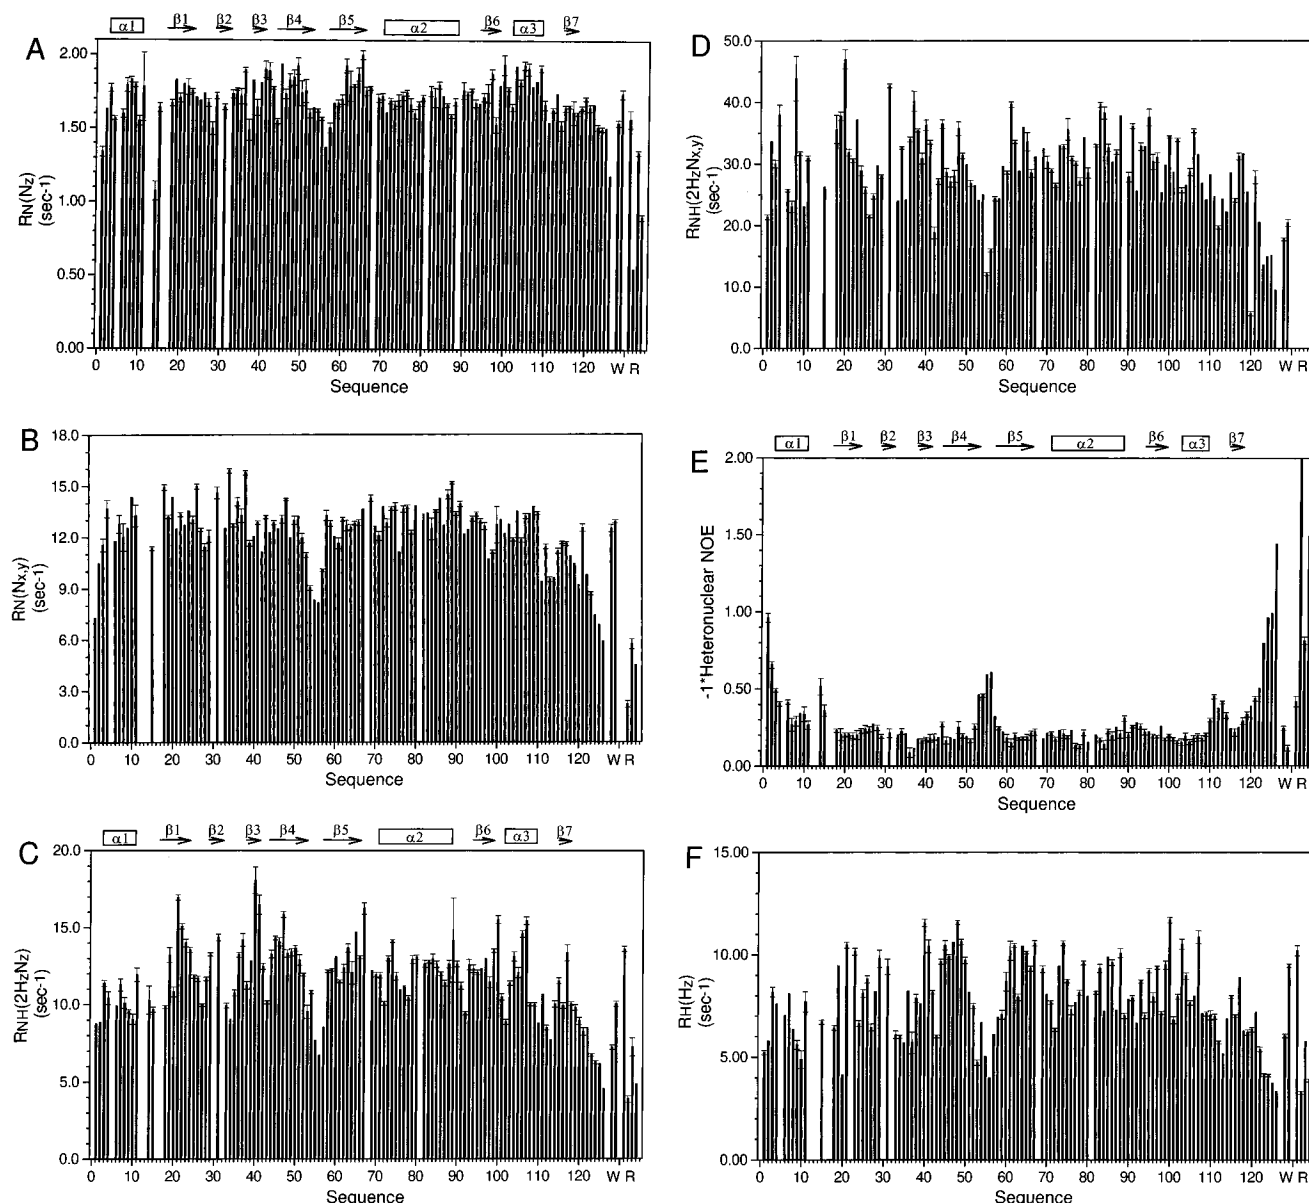 A
α1 β1 β2 β3 β4 β5 α2 β6 α3 β7
RN(Nz)
(sec-1)
2.00
1.50
1.00
0.50
0.00
0 10 20 30 40 50 60 70 80 90 100 110 120 W R
Sequence
B
RN(Nx,y)
(sec-1)
18.0
15.0
12.0
9.0
6.0
3.0
0.0
0 10 20 30 40 50 60 70 80 90 100 110 120 W R
Sequence
C
α1 β1 β2 β3 β4 β5 α2 β6 α3 β7
RNH(2HzNz)
(sec-1)
20.0
15.0
10.0
5.0
0.0
0 10 20 30 40 50 60 70 80 90 100 110 120 W R
Sequence
D
RNH(2HzNx,y)
(sec-1)
50.0
40.0
30.0
20.0
10.0
0.0
0 10 20 30 40 50 60 70 80 90 100 110 120 W R
Sequence
E
α1 β1 β2 β3 β4 β5 α2 β6 α3 β7
-1*Heteronuclear NOE
2.00
1.50
1.00
0.50
0.00
0 10 20 30 40 50 60 70 80 90 100 110 120 W R
Sequence
F
RH(Hz)
(sec-1)
15.00
10.00
5.00
0.00
0 10 20 30 40 50 60 70 80 90 100 110 120 W R
Sequence